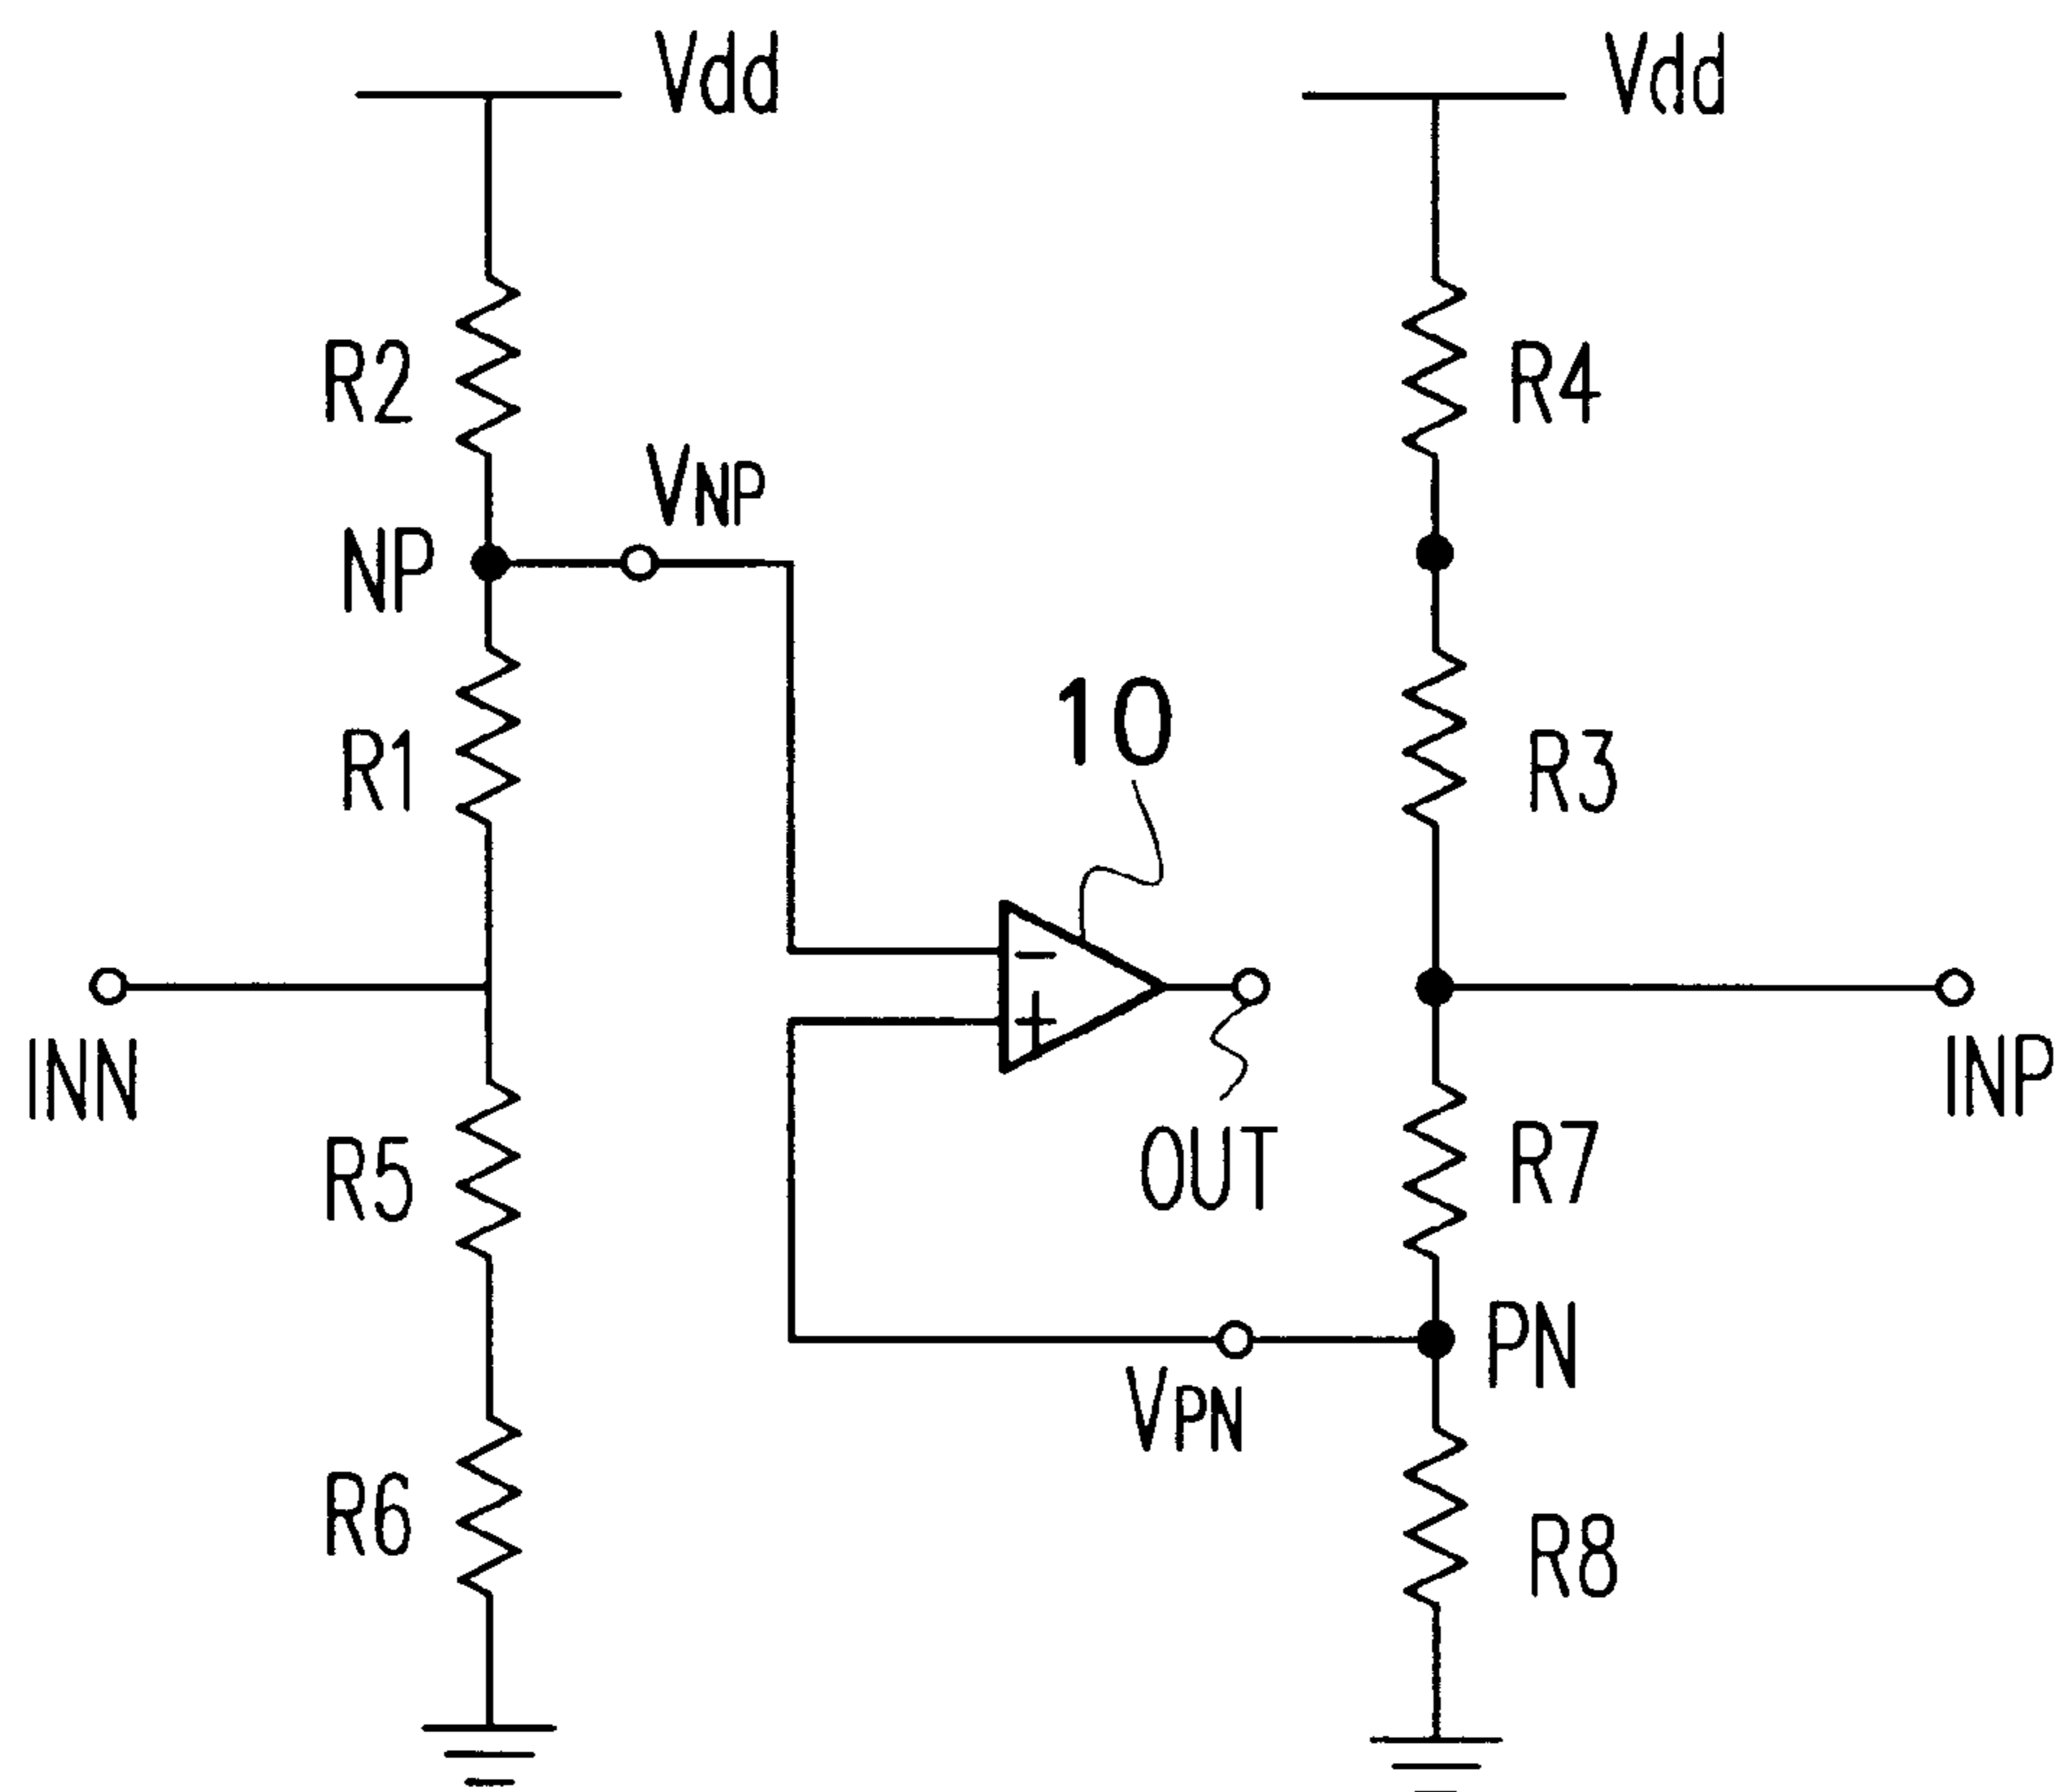 Vdd
Vdd
R2
R4
VNP
NP
10
R1
R3
−
+
INN
INP
OUT
R5
R7
PN
VPN
R6
R8